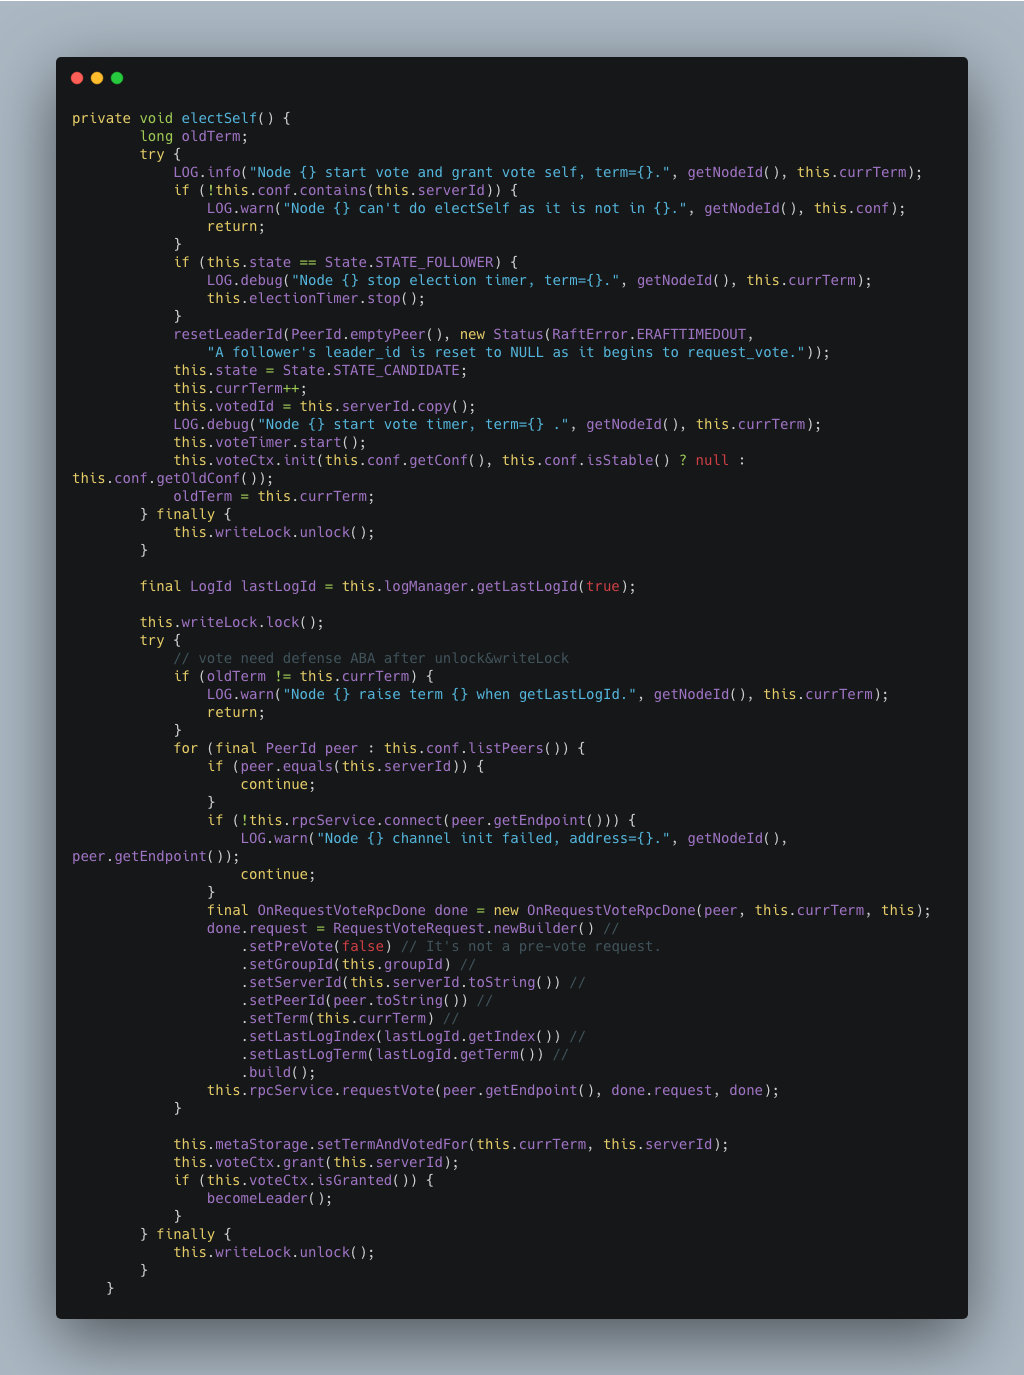 private void electSelf() {
        long oldTerm;
        try {
            LOG.info("Node {} start vote and grant vote self, term={}.", getNodeId(), this.currTerm);
            if (!this.conf.contains(this.serverId)) {
                LOG.warn("Node {} can't do electSelf as it is not in {}.", getNodeId(), this.conf);
                return;
            }
            if (this.state == State.STATE_FOLLOWER) {
                LOG.debug("Node {} stop election timer, term={}.", getNodeId(), this.currTerm);
                this.electionTimer.stop();
            }
            resetLeaderId(PeerId.emptyPeer(), new Status(RaftError.ERAFTTIMEDOUT,
                "A follower's leader_id is reset to NULL as it begins to request_vote."));
            this.state = State.STATE_CANDIDATE;
            this.currTerm++;
            this.votedId = this.serverId.copy();
            LOG.debug("Node {} start vote timer, term={} .", getNodeId(), this.currTerm);
            this.voteTimer.start();
            this.voteCtx.init(this.conf.getConf(), this.conf.isStable() ? null :
this.conf.getOldConf());
            oldTerm = this.currTerm;
        } finally {
            this.writeLock.unlock();
        }

        final LogId lastLogId = this.logManager.getLastLogId(true);

        this.writeLock.lock();
        try {
            // vote need defense ABA after unlock&writeLock
            if (oldTerm != this.currTerm) {
                LOG.warn("Node {} raise term {} when getLastLogId.", getNodeId(), this.currTerm);
                return;
            }
            for (final PeerId peer : this.conf.listPeers()) {
                if (peer.equals(this.serverId)) {
                    continue;
                }
                if (!this.rpcService.connect(peer.getEndpoint())) {
                    LOG.warn("Node {} channel init failed, address={}.", getNodeId(),
peer.getEndpoint());
                    continue;
                }
                final OnRequestVoteRpcDone done = new OnRequestVoteRpcDone(peer, this.currTerm, this);
                done.request = RequestVoteRequest.newBuilder() //
                    .setPreVote(false) // It's not a pre-vote request.
                    .setGroupId(this.groupId) //
                    .setServerId(this.serverId.toString()) //
                    .setPeerId(peer.toString()) //
                    .setTerm(this.currTerm) //
                    .setLastLogIndex(lastLogId.getIndex()) //
                    .setLastLogTerm(lastLogId.getTerm()) //
                    .build();
                this.rpcService.requestVote(peer.getEndpoint(), done.request, done);
            }

            this.metaStorage.setTermAndVotedFor(this.currTerm, this.serverId);
            this.voteCtx.grant(this.serverId);
            if (this.voteCtx.isGranted()) {
                becomeLeader();
            }
        } finally {
            this.writeLock.unlock();
        }
    }